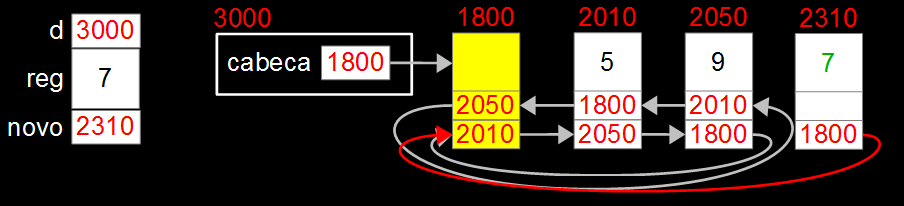 3000 1800 2010 2050 2310
d 3000
cabeca 1800
reg 7
5 9 7
2050 1800 2010
novo 2310
2010 2050 1800 1800